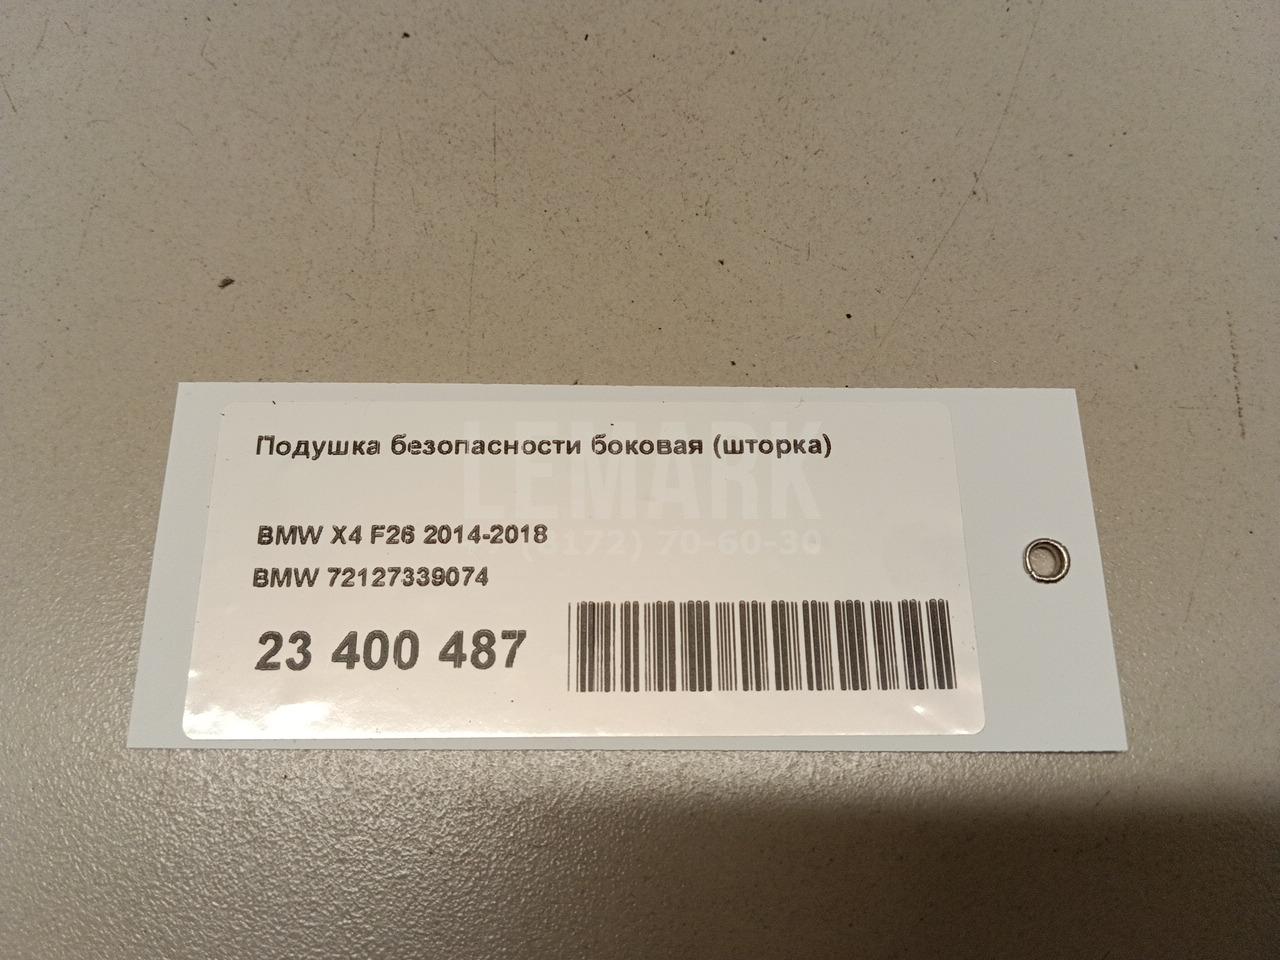 Подушка безопасности боковая (шторка)
LEMARK
(8172) 70-60-30
BMW X4 F26 2014-2018
BMW 72127339074
23 400 487